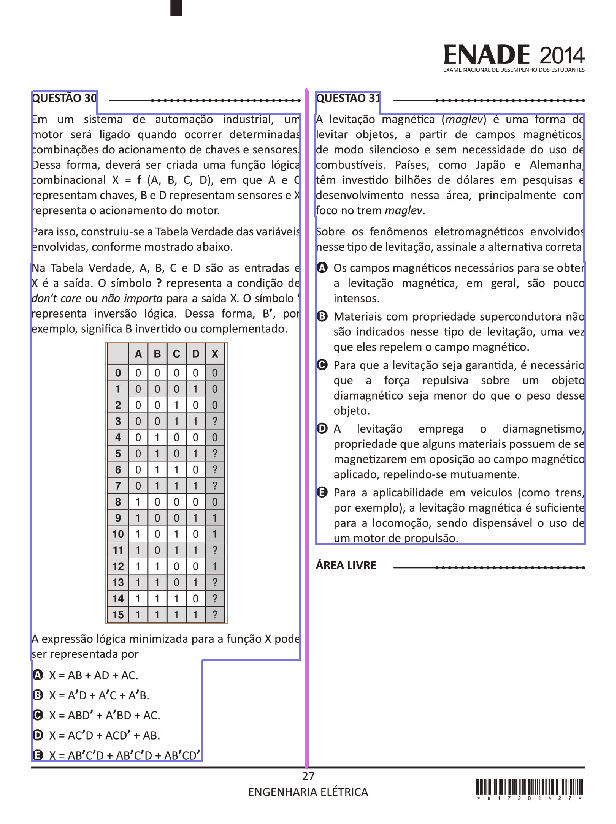 ENADE 2014
EXAME NACIONAL DE DESEMPENHO DOS ESTUDANTES
QUESTÃO 30
Em um sistema de automação industrial, um
motor será ligado quando ocorrer determinadas
combinações do acionamento de chaves e sensores.
Dessa forma, deverá ser criada uma função lógica
combinacional X = f (A, B, C, D), em que A e C
representam chaves, B e D representam sensores e X
representa o acionamento do motor.
Para isso, construiu-se a Tabela Verdade das variáveis
envolvidas, conforme mostrado abaixo.
Na Tabela Verdade, A, B, C e D são as entradas e
X é a saída. O símbolo ? representa a condição de
don't care ou não importa para a saída X. O símbolo '
representa inversão lógica. Dessa forma, B', por
exemplo, significa B invertido ou complementado.
A B C D X
0 0 0 0 0 0
1 0 0 0 1 0
2 0 0 1 0 0
3 0 0 1 1 ?
4 0 1 0 0 0
5 0 1 0 1 ?
6 0 1 1 0 ?
7 0 1 1 1 ?
8 1 0 0 0 0
9 1 0 0 1 1
10 1 0 1 0 1
11 1 0 1 1 ?
12 1 1 0 0 1
13 1 1 0 1 ?
14 1 1 1 0 ?
15 1 1 1 1 ?
A expressão lógica minimizada para a função X pode
ser representada por
A X = AB + AD + AC.
B X = A'D + A'C + A'B.
C X = ABD' + A'BD + AC.
D X = AC'D + ACD' + AB.
E X = AB'C'D + AB'C'D + AB'CD'
QUESTÃO 31
A levitação magnética (maglev) é uma forma de
levitar objetos, a partir de campos magnéticos,
de modo silencioso e sem necessidade do uso de
combustíveis. Países, como Japão e Alemanha,
têm investido bilhões de dólares em pesquisas e
desenvolvimento nessa área, principalmente com
foco no trem maglev.
Sobre os fenômenos eletromagnéticos envolvidos
nesse tipo de levitação, assinale a alternativa correta
A Os campos magnéticos necessários para se obter
a levitação magnética, em geral, são pouco
intensos.
B Materiais com propriedade supercondutora não
são indicados nesse tipo de levitação, uma vez
que eles repelem o campo magnético.
C Para que a levitação seja garantida, é necessário
que a força repulsiva sobre um objeto
diamagnético seja menor do que o peso desse
objeto.
D A levitação emprega o diamagnetismo,
propriedade que alguns materiais possuem de se
magnetizarem em oposição ao campo magnético
aplicado, repelindo-se mutuamente.
E Para a aplicabilidade em veículos (como trens,
por exemplo), a levitação magnética é suficiente
para a locomoção, sendo dispensável o uso de
um motor de propulsão.
ÁREA LIVRE
27
ENGENHARIA ELÉTRICA